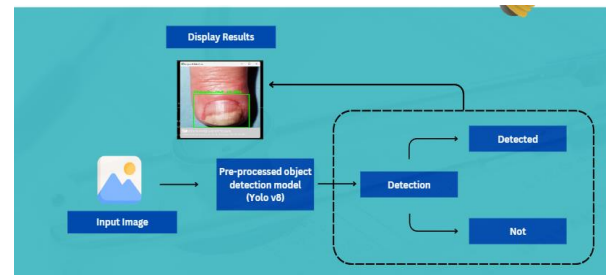 Display Results
Pre-processed object
detection model
(Yolo v8)
Detection
Detected
Input Image
Not